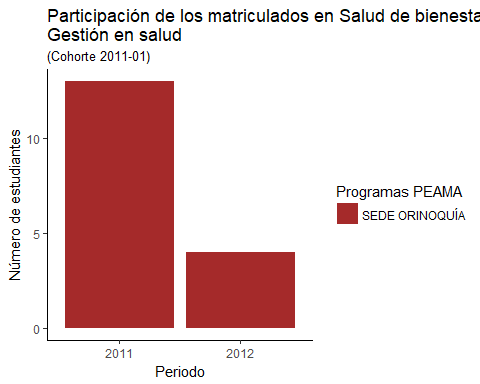 Participación de los matriculados en Salud de bienesta
Gestión en salud
(Cohorte 2011-01)
Número de estudiantes
10
5
0
2011
2012
Periodo
Programas PEAMA
SEDE ORINOQUÍA